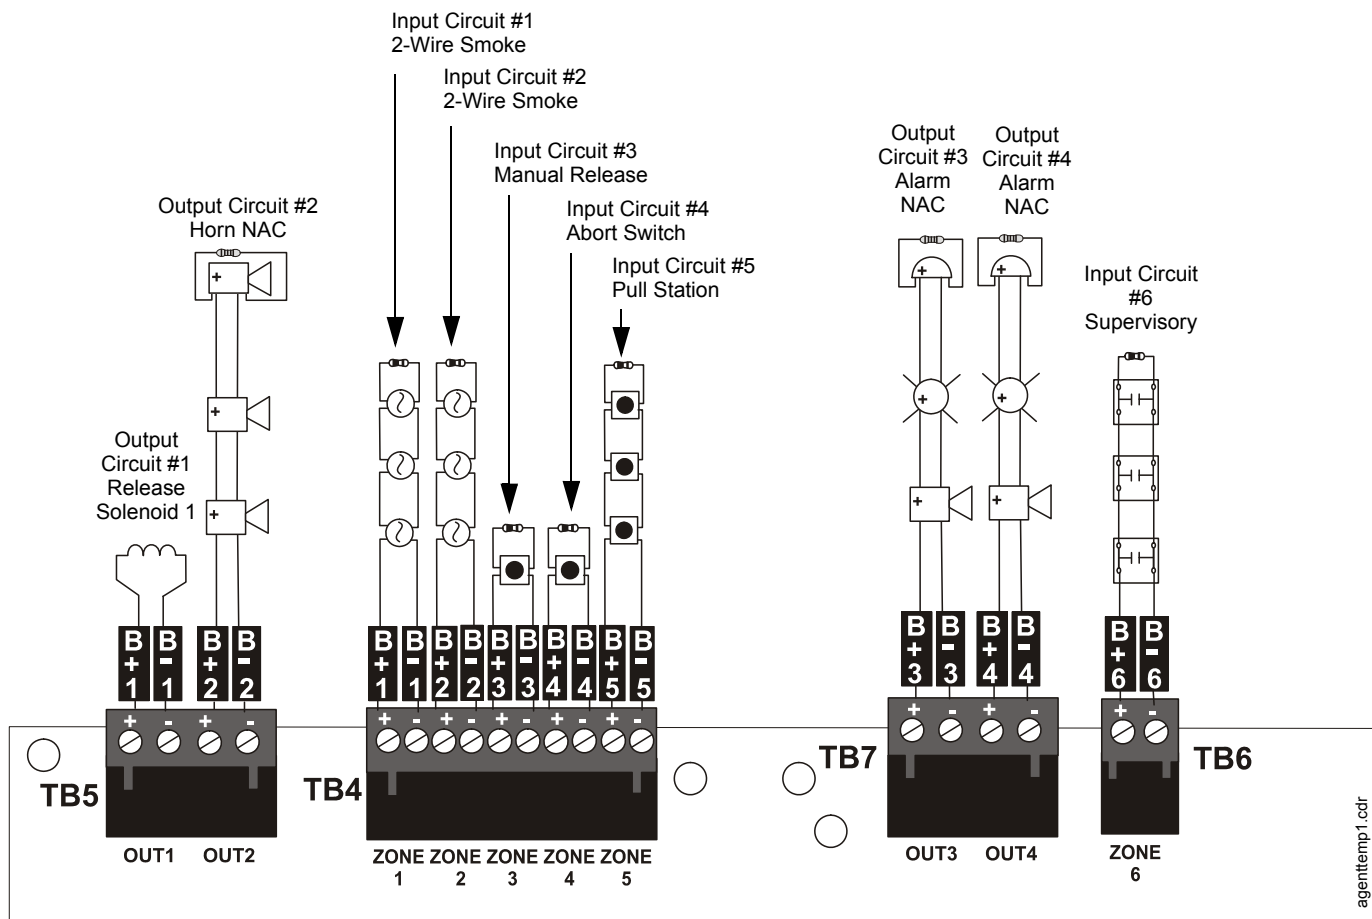 Input Circuit #1
2-Wire Smoke
Input Circuit #2
2-Wire Smoke
Input Circuit #3
Manual Release
Input Circuit #4
Abort Switch
Input Circuit #5
Pull Station
Output Circuit #2
Horn NAC
Output
Circuit #1
Release
Solenoid 1
Output
Circuit #3
Alarm
NAC
Output
Circuit #4
Alarm
NAC
Input Circuit
#6
Supervisory
B+1
B-1
B+2
B-2
B+1
B-1
B+2
B-2
B+3
B-3
B+4
B-4
B+5
B-5
B+3
B-3
B+4
B-4
B+6
B-6
+ - + -
+ - + - + - + - + -
+ - + -
+ -
TB5
TB4
TB7
TB6
OUT1
OUT2
ZONE
1
ZONE
2
ZONE
3
ZONE
4
ZONE
5
OUT3
OUT4
ZONE
6
agenttemp1.cdr